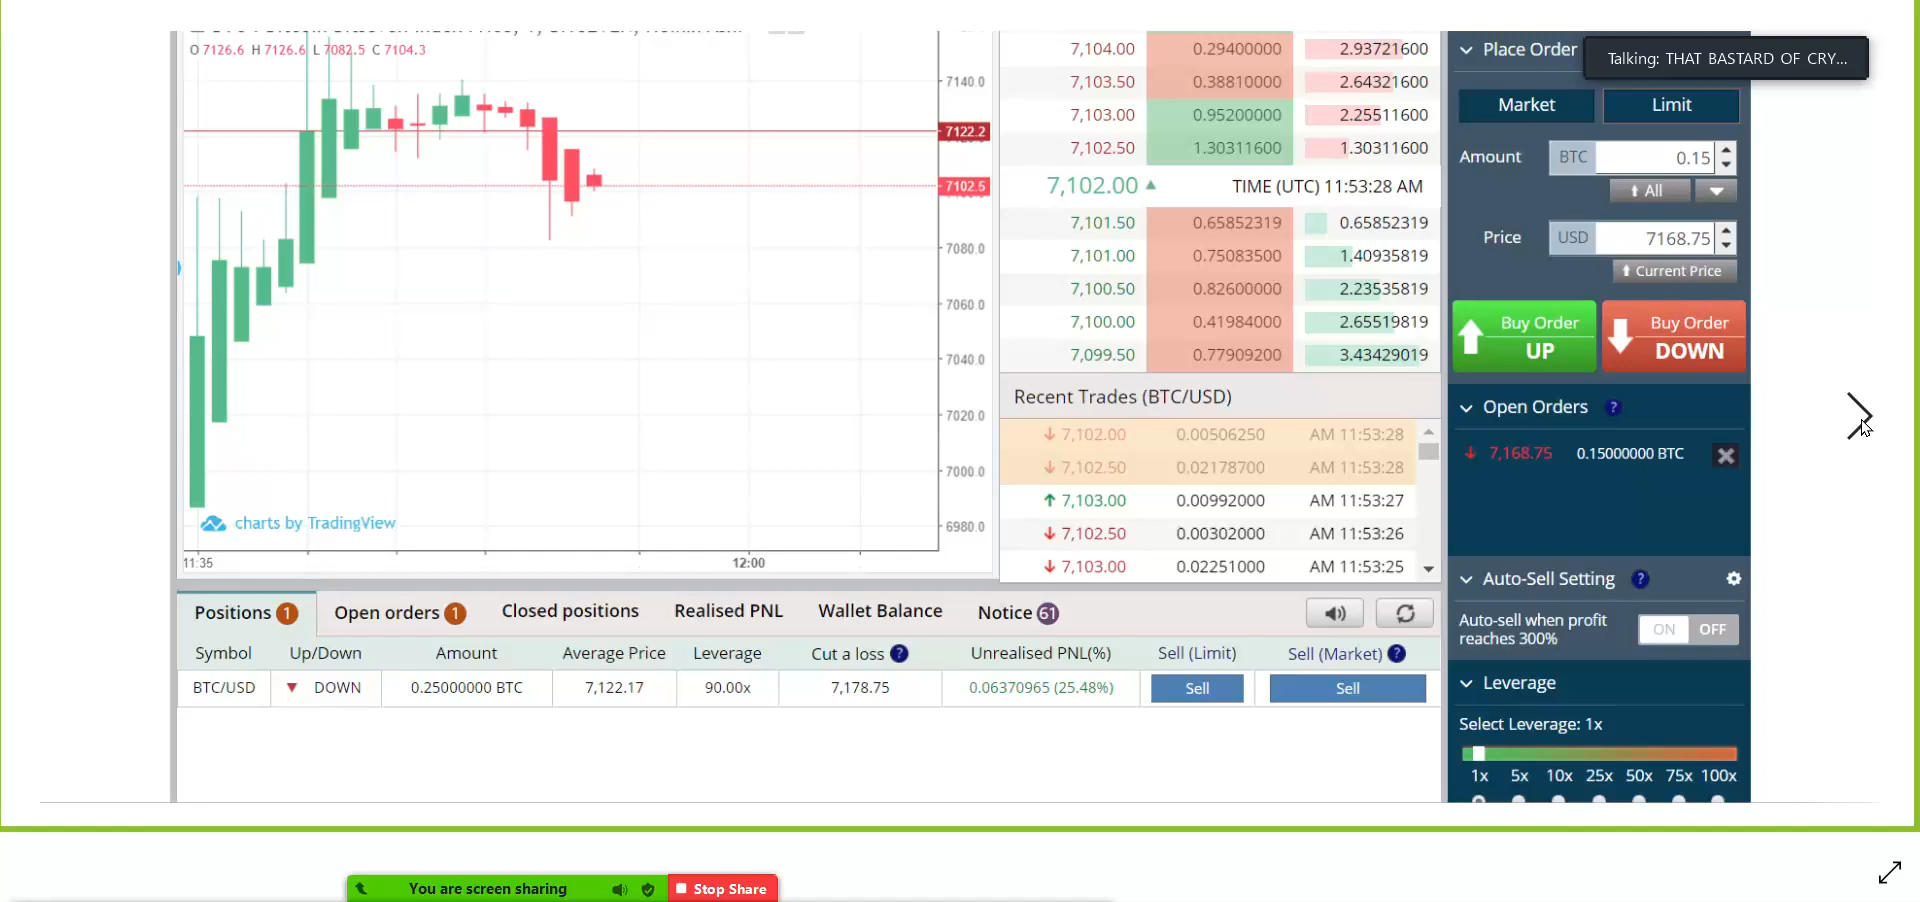 O 7126.6 H 7126.6 L 7082.5 C 7104.3
7140.0
7122.2
7102.5
7080.0
7060.0
7040.0
7020.0
7000.0
6980.0
charts by TradingView
11:35 12:00
7,104.00 0.29400000 2.93721600
7,103.50 0.38810000 2.64321600
7,103.00 0.95200000 2.25511600
7,102.50 1.30311600 1.30311600
7,102.00 TIME (UTC) 11:53:28 AM
7,101.50 0.65852319 0.65852319
7,101.00 0.75083500 1.40935819
7,100.50 0.82600000 2.23535819
7,100.00 0.41984000 2.65519819
7,099.50 0.77909200 3.43429019
Recent Trades (BTC/USD)
7,102.00 0.00506250 AM 11:53:28
7,102.50 0.02178700 AM 11:53:28
7,103.00 0.00992000 AM 11:53:27
7,102.50 0.00302000 AM 11:53:26
7,103.00 0.02251000 AM 11:53:25
Place Order
Talking: THAT BASTARD OF CRY...
Market Limit
Amount BTC 0.15
All
Price USD 7168.75
Current Price
Buy Order UP
Buy Order DOWN
Open Orders ?
7,168.75 0.15000000 BTC
Auto-Sell Setting ?
Auto-sell when profit
reaches 300%
ON OFF
Leverage
Select Leverage: 1x
1x 5x 10x 25x 50x 75x 100x
Positions 1 Open orders 1 Closed positions Realised PNL Wallet Balance Notice 61
Symbol Up/Down Amount Average Price Leverage Cut a loss ? Unrealised PNL(%) Sell (Limit) Sell (Market) ?
BTC/USD DOWN 0.25000000 BTC 7,122.17 90.00x 7,178.75 0.06370965 (25.48%) Sell Sell
You are screen sharing Stop Share